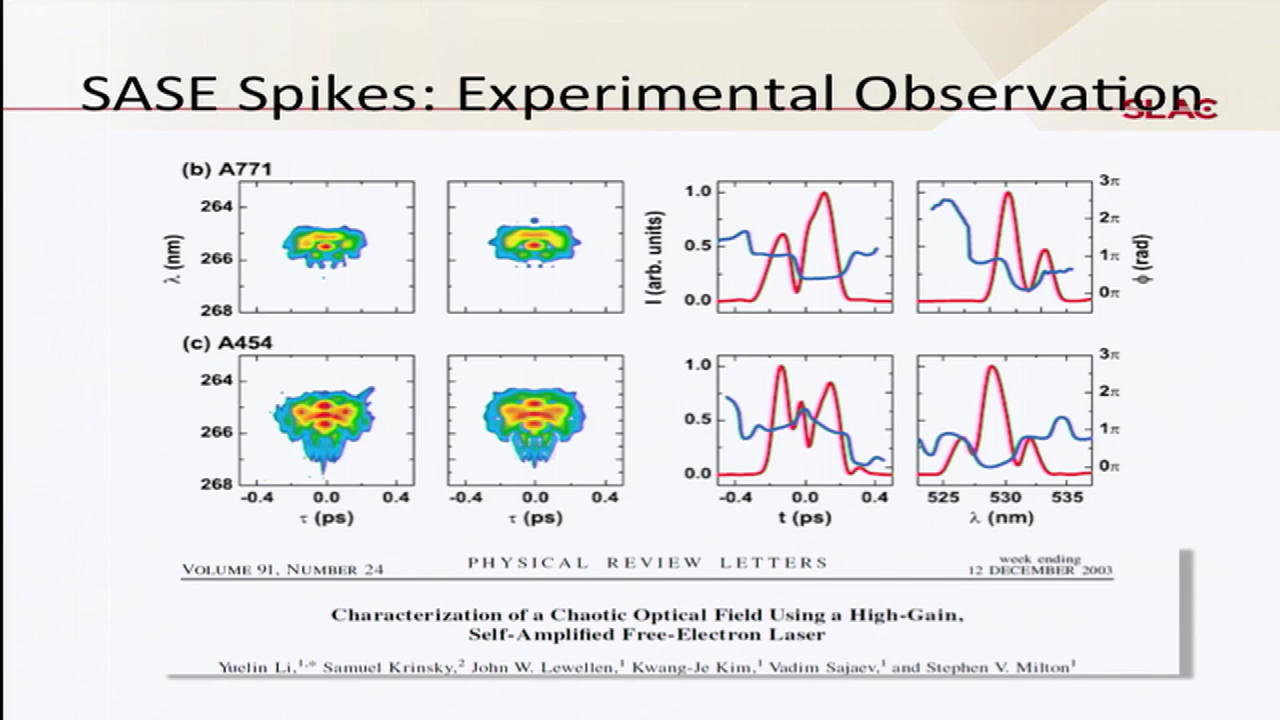 SASE Spikes: Experimental Observation
SLAC
(b) A771
264
266
268
λ (nm)
1.0
0.5
0.0
I (arb. units)
3π
2π
1π
0π
ϕ (rad)
(c) A454
264
266
268
1.0
0.5
0.0
3π
2π
1π
0π
-0.4 0.0 0.4
-0.4 0.0 0.4
-0.4 0.0 0.4
525 530 535
τ (ps)
τ (ps)
t (ps)
λ (nm)
VOLUME 91, NUMBER 24
PHYSICAL REVIEW LETTERS
week ending
12 DECEMBER 2003
Characterization of a Chaotic Optical Field Using a High-Gain,
Self-Amplified Free-Electron Laser
Yuelin Li,1,* Samuel Krinsky,2 John W. Lewellen,1 Kwang-Je Kim,1 Vadim Sajaev,1 and Stephen V. Milton1